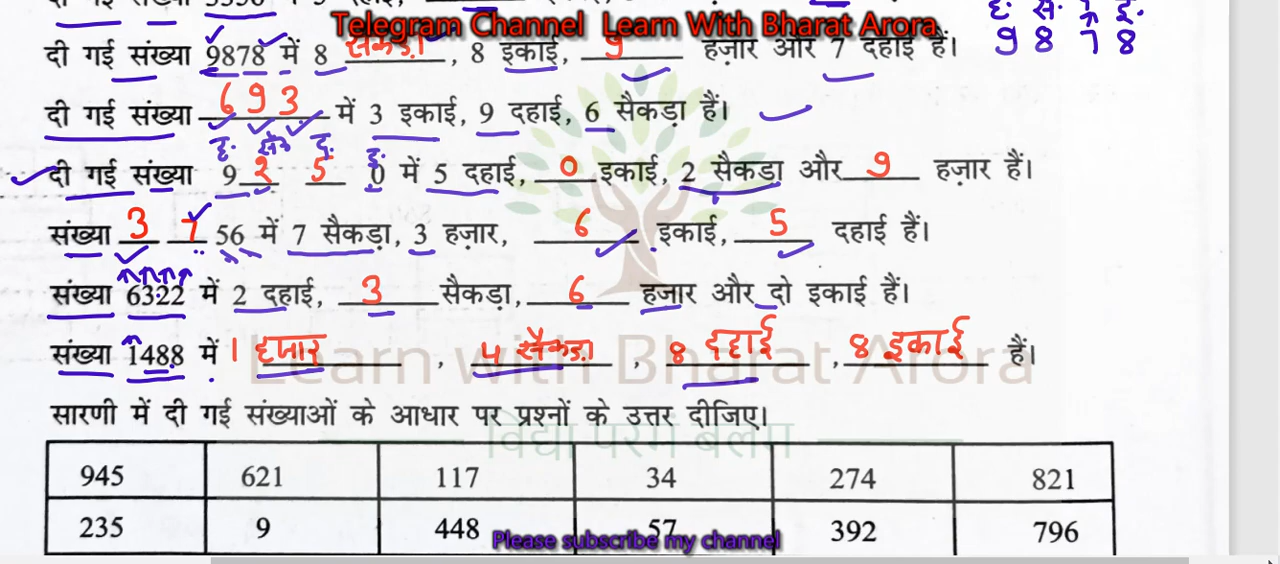 Telegram Channel Learn With Bharat Arora
ह. स. ह. इ.
9 8 7 8
दी गई संख्या 9878 में 8 सैकड़ा, 8 इकाई, 9 हज़ार और 7 दहाई हैं।
दी गई संख्या 693 में 3 इकाई, 9 दहाई, 6 सैकड़ा हैं।
दी गई संख्या 9 2 5 0 में 5 दहाई, 0 इकाई, 2 सैकड़ा और 9 हज़ार हैं।
संख्या 3 7 56 में 7 सैकड़ा, 3 हज़ार, 6 इकाई, 5 दहाई हैं।
संख्या 6322 में 2 दहाई, 3 सैकड़ा, 6 हजार और दो इकाई हैं।
संख्या 1488 में 1 हजार, 4 सैकड़ा, 8 दहाई, 8 इकाई हैं।
Learn with Bharat Arora
सारणी में दी गई संख्याओं के आधार पर प्रश्नों के उत्तर दीजिए।
945 621 117 34 274 821
235 9 448 57 392 796
Please subscribe my channel